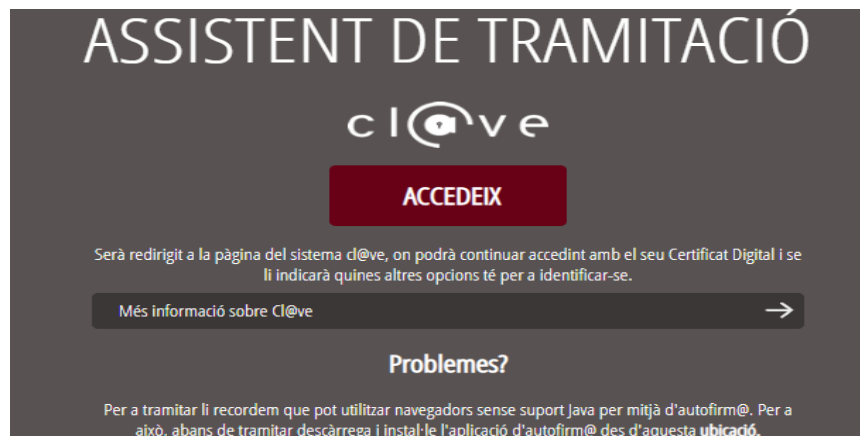 ASSISTENT DE TRAMITACIÓ
cl@ve
ACCEDEIX
Serà redirigit a la pàgina del sistema cl@ve, on podrà continuar accedint amb el seu Certificat Digital i se
li indicarà quines altres opcions té per a identificar-se.
Més informació sobre Cl@ve
Problemes?
Per a tramitar li recordem que pot utilitzar navegadors sense suport Java per mitjà d'autofirm@. Per a
això, abans de tramitar descàrrega i instal·le l'aplicació d'autofirm@ des d'aquesta ubicació.